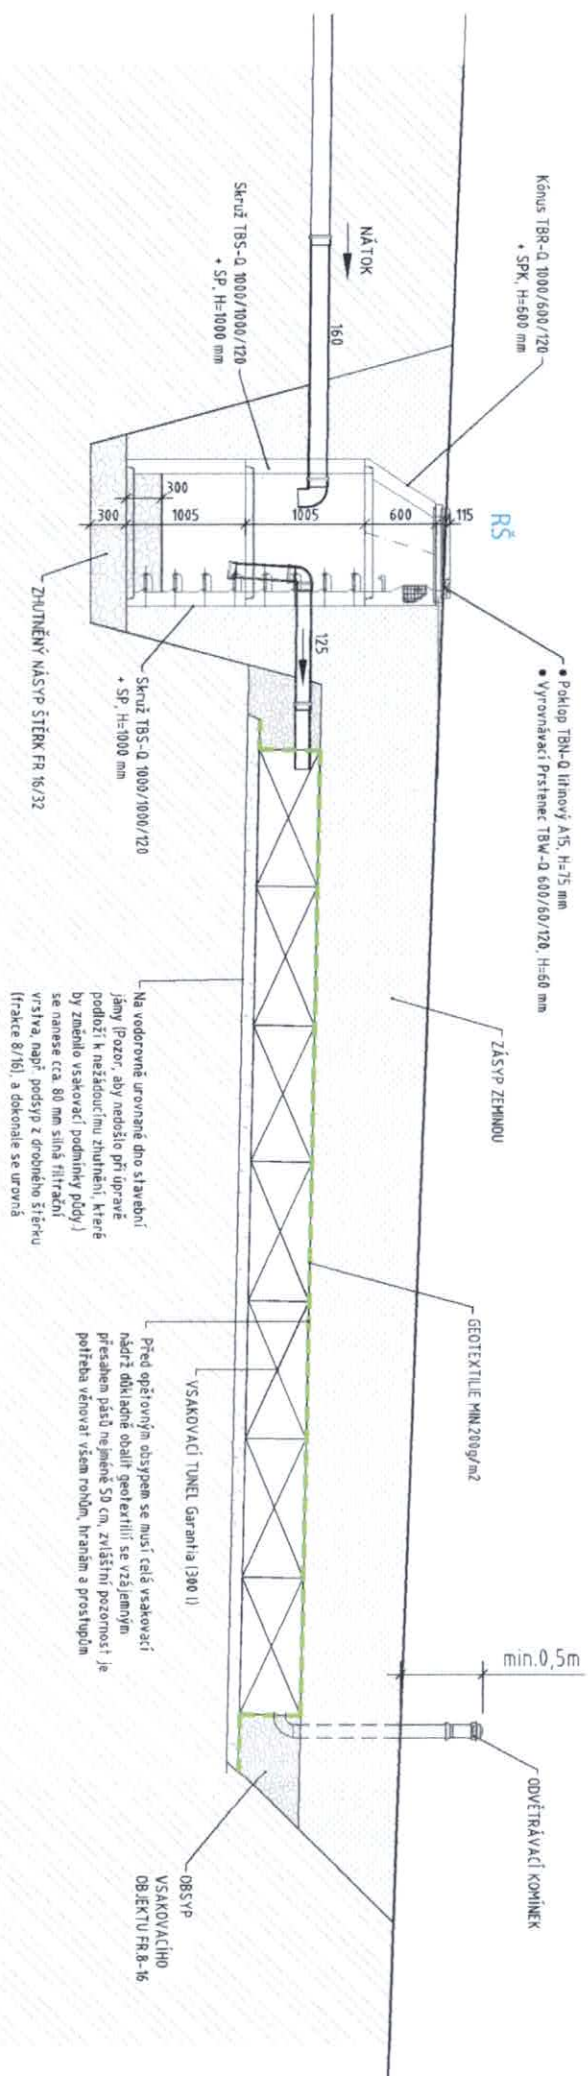 Kónus TBR-Q 1000/600/120
+ SPK, H=600 mm
NÁTOK
160
Skruž TBS-Q 1000/1000/120
+ SP, H=1000 mm
RŠ
• Poklop TBN-Q litinový A15, H=75 mm
• Vyrovnávací Prstenec TBW-Q 600/60/120, H=60 mm
115
600
1005
1005
300
300
125
Skruž TBS-Q 1000/1000/120
+ SP, H=1000 mm
ZHUTNĚNÝ NÁSYP ŠTĚRK FR 16/32
ZÁSYP ZEMINOU
GEOTEXTILIE MIN.200g/m2
Na vodorovně urovnané dno stavební
jámy (Pozor, aby nedošlo při úpravě
podloží k nežádoucímu zhutnění, které
by změnilo vsakovací podmínky půdy.)
se nanese cca. 80 mm silná filtrační
vrstva, např. podsyp z drobného štěrku
(frakce 8/16), a dokonale se urovná
VSAKOVACÍ TUNEL Garantia (300 l)
Před opětovným obsypem se musí celá vsakovací
nádrž důkladně obalit geotextilií se vzájemným
přesahem pásů nejméně 50 cm, zvláštní pozornost je
potřeba věnovat všem rohům, hranám a prostupům
min.0,5m
ODVĚTRÁVACÍ KOMÍNEK
OBSYP
VSAKOVACÍHO
OBJEKTU FR.8-16